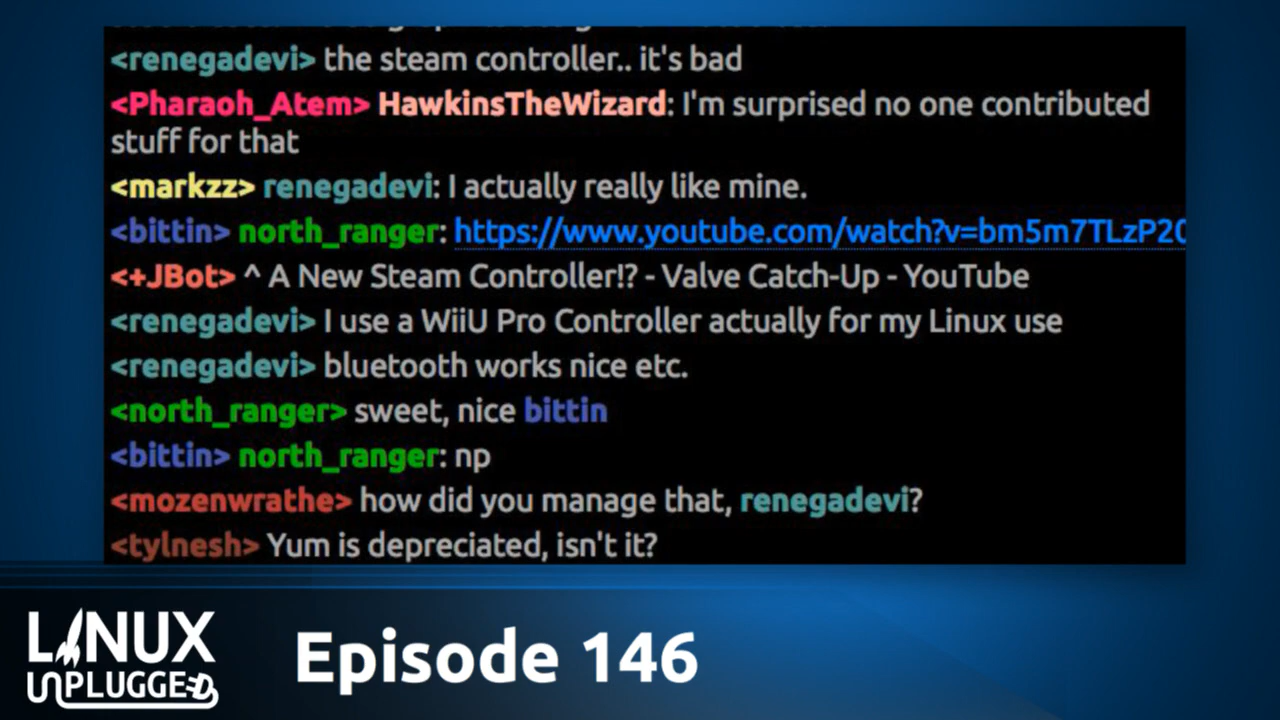 <renegadevi> the steam controller.. it's bad
<Pharaoh_Atem> HawkinsTheWizard: I'm surprised no one contributed
stuff for that
<markzz> renegadevi: I actually really like mine.
<bittin> north_ranger: https://www.youtube.com/watch?v=bm5m7TLzP20
<+JBot> ^ A New Steam Controller!? - Valve Catch-Up - YouTube
<renegadevi> I use a WiiU Pro Controller actually for my Linux use
<renegadevi> bluetooth works nice etc.
<north_ranger> sweet, nice bittin
<bittin> north_ranger: np
<mozenwrathe> how did you manage that, renegadevi?
<tylnesh> Yum is depreciated, isn't it?
LINUX
UNPLUGGED
Episode 146